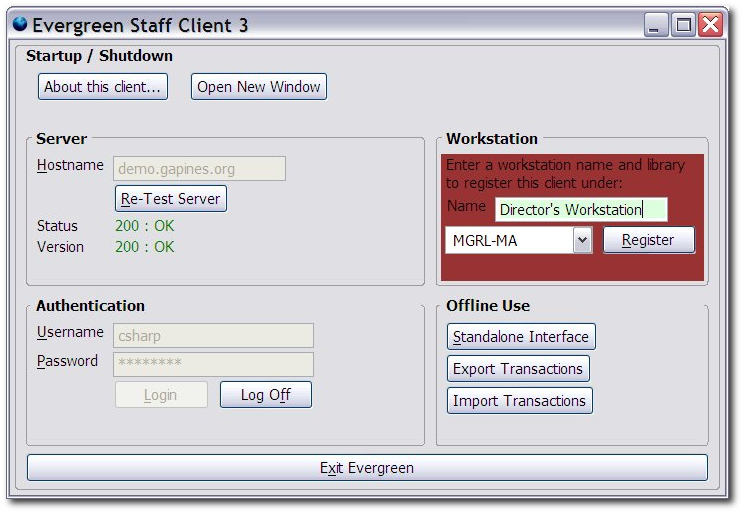 Evergreen Staff Client 3
Startup / Shutdown
About this client...
Open New Window
Server
Hostname demo.gapines.org
Re-Test Server
Status 200 : OK
Version 200 : OK
Workstation
Enter a workstation name and library
to register this client under:
Name Director's Workstation
MGRL-MA Register
Authentication
Username csharp
Password ********
Login Log Off
Offline Use
Standalone Interface
Export Transactions
Import Transactions
Exit Evergreen